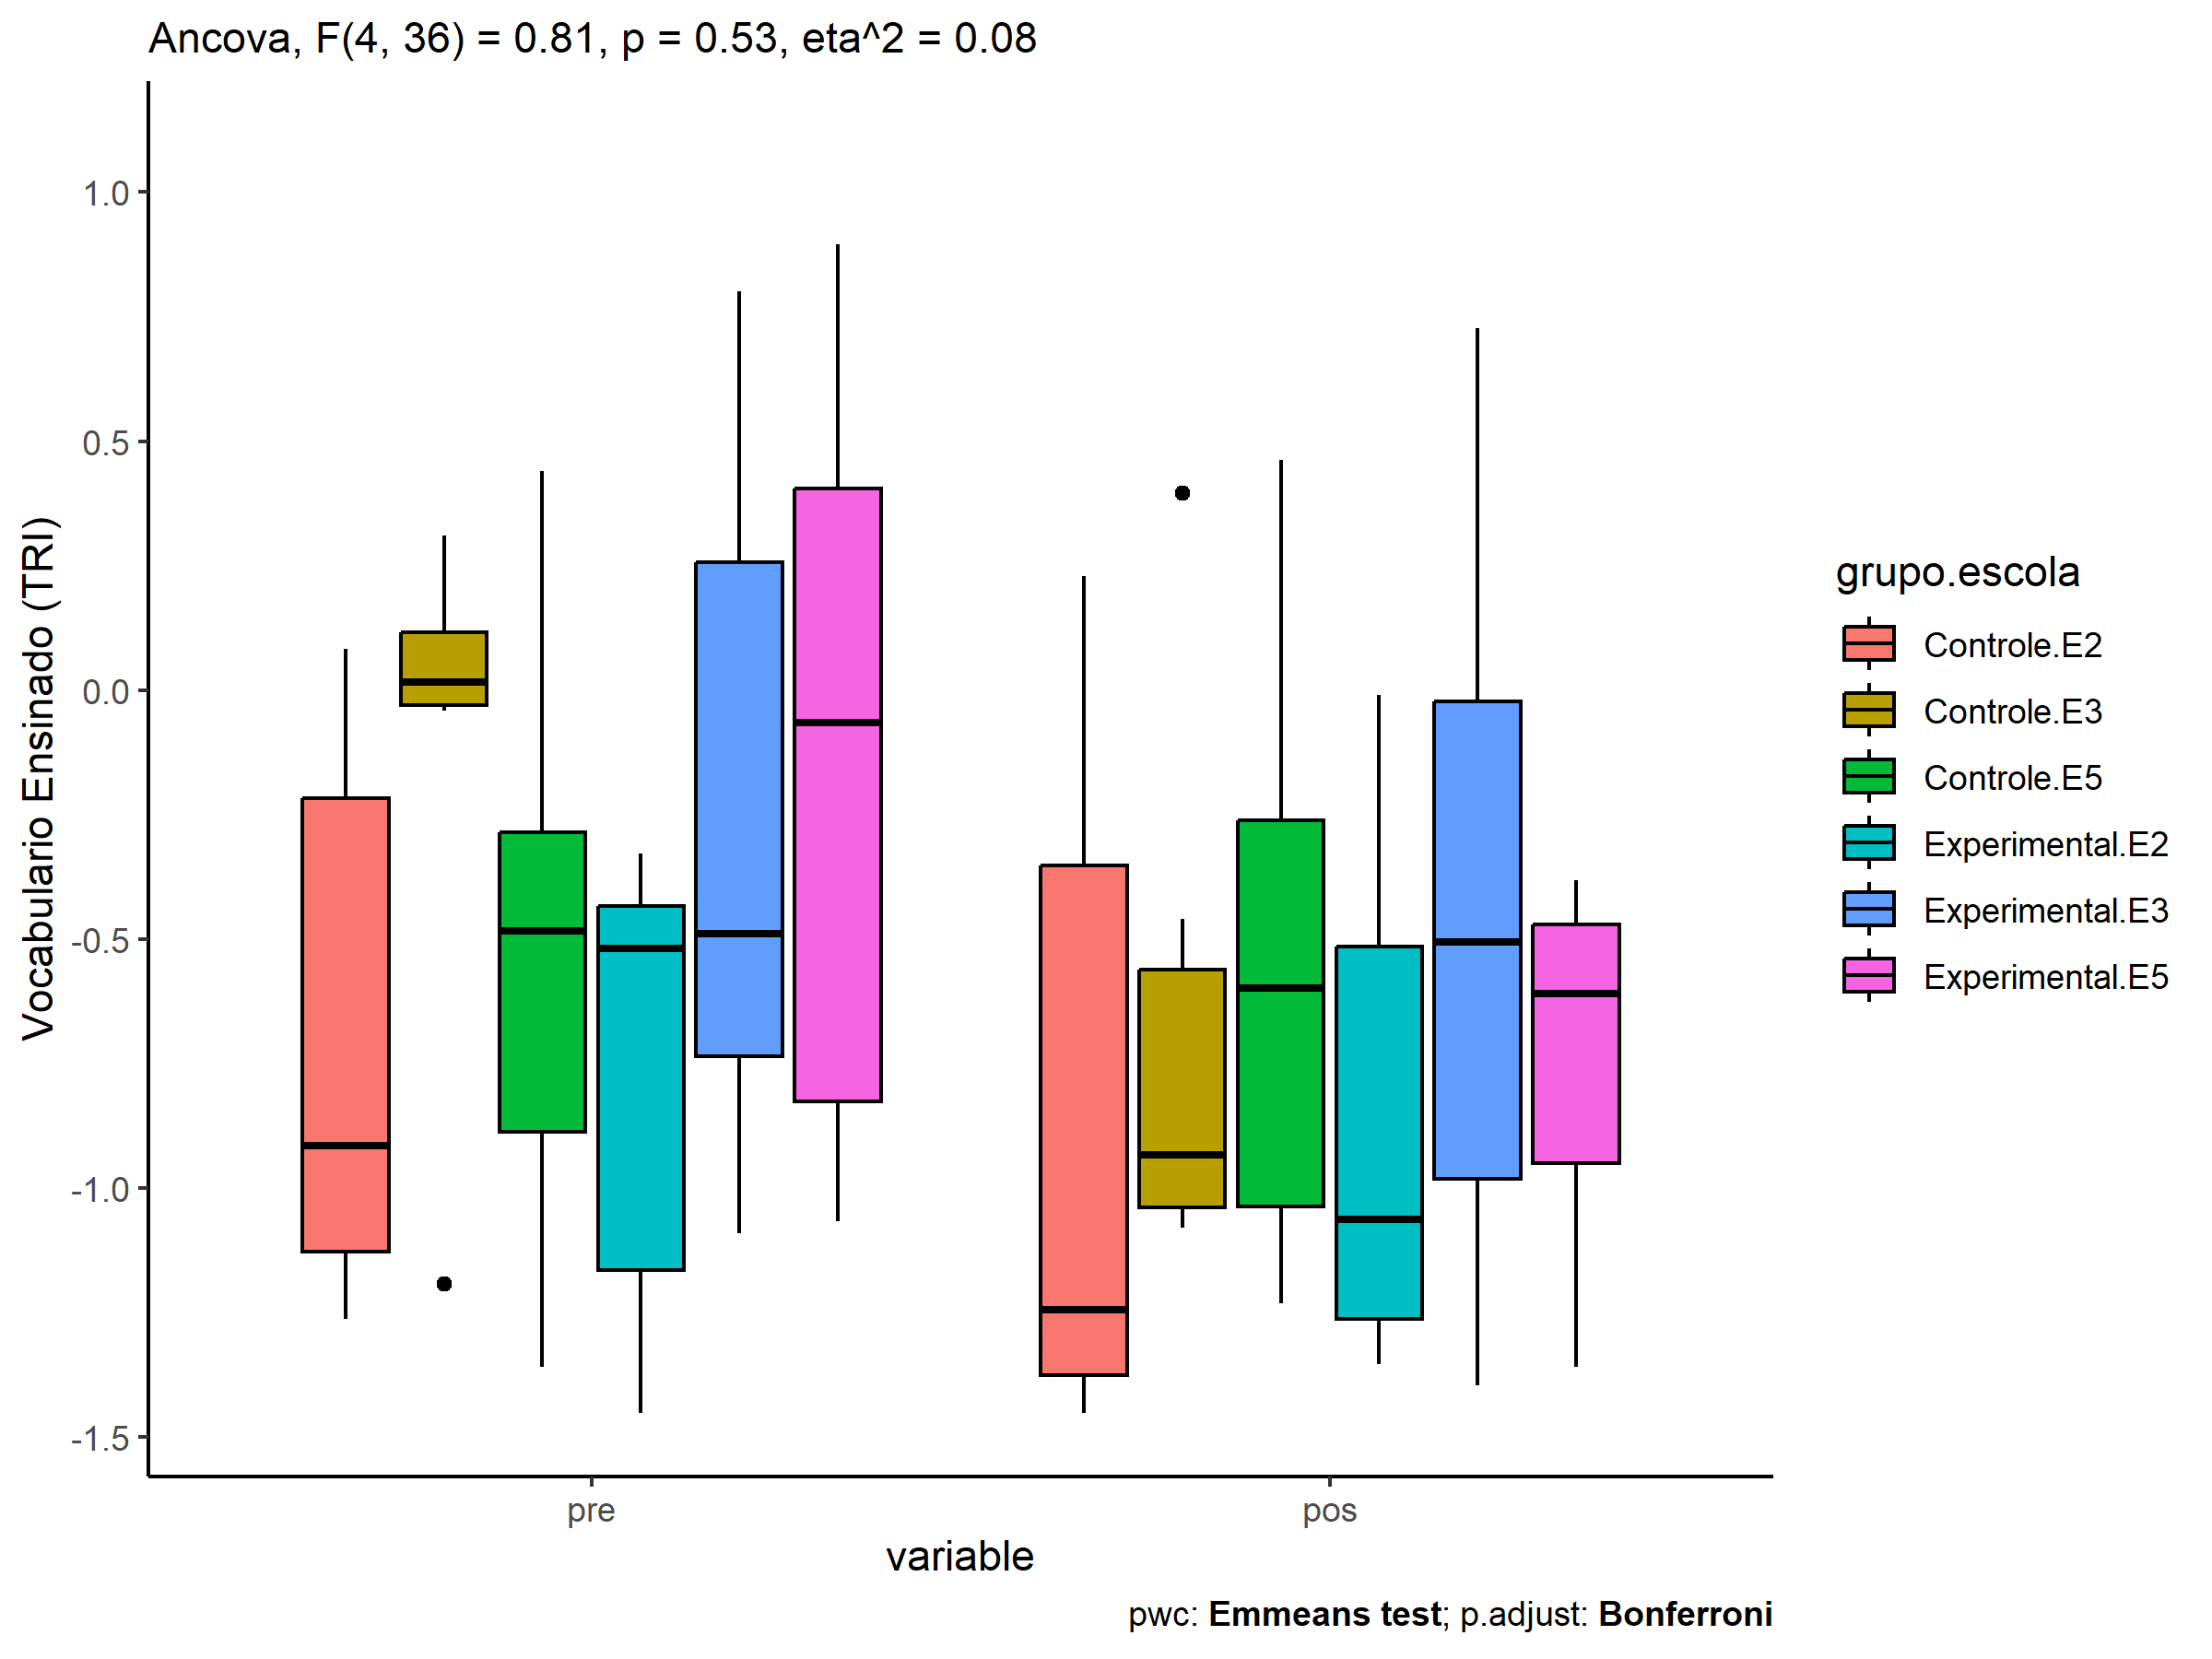 Ancova, F(4, 36) = 0.81, p = 0.53, eta^2 = 0.08
Vocabulario Ensinado (TRI)
1.0
0.5
0.0
-0.5
-1.0
-1.5
pre
pos
variable
grupo.escola
Controle.E2
Controle.E3
Controle.E5
Experimental.E2
Experimental.E3
Experimental.E5
pwc: Emmeans test; p.adjust: Bonferroni